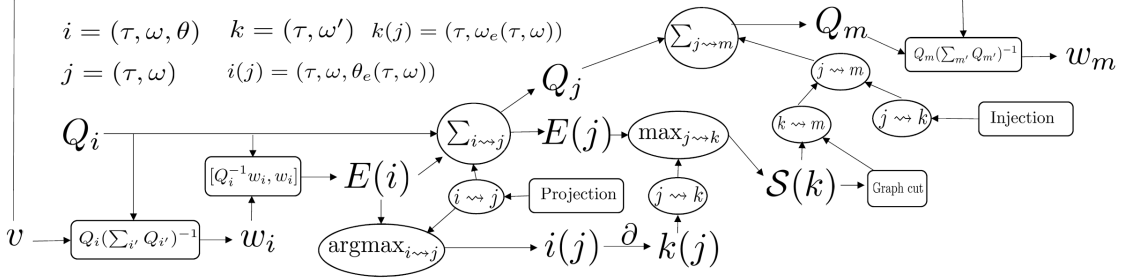 i = (τ, ω, θ) k = (τ, ω′) k(j) = (τ, ω_e(τ, ω))
j = (τ, ω) i(j) = (τ, ω, θ_e(τ, ω))
∑_{j⇝m}
Q_m
Q_m(∑_{m′} Q_{m′})^{-1}
w_m
j ⇝ m
Q_j
Q_i
∑_{i⇝j}
E(j)
max_{j⇝k}
k ⇝ m
j ⇝ k
Injection
[Q_i^{-1}w_i, w_i]
E(i)
i ⇝ j
Projection
j ⇝ k
S(k)
Graph cut
v
Q_i(∑_{i′} Q_{i′})^{-1}
w_i
argmax_{i⇝j}
i(j)
∂
k(j)